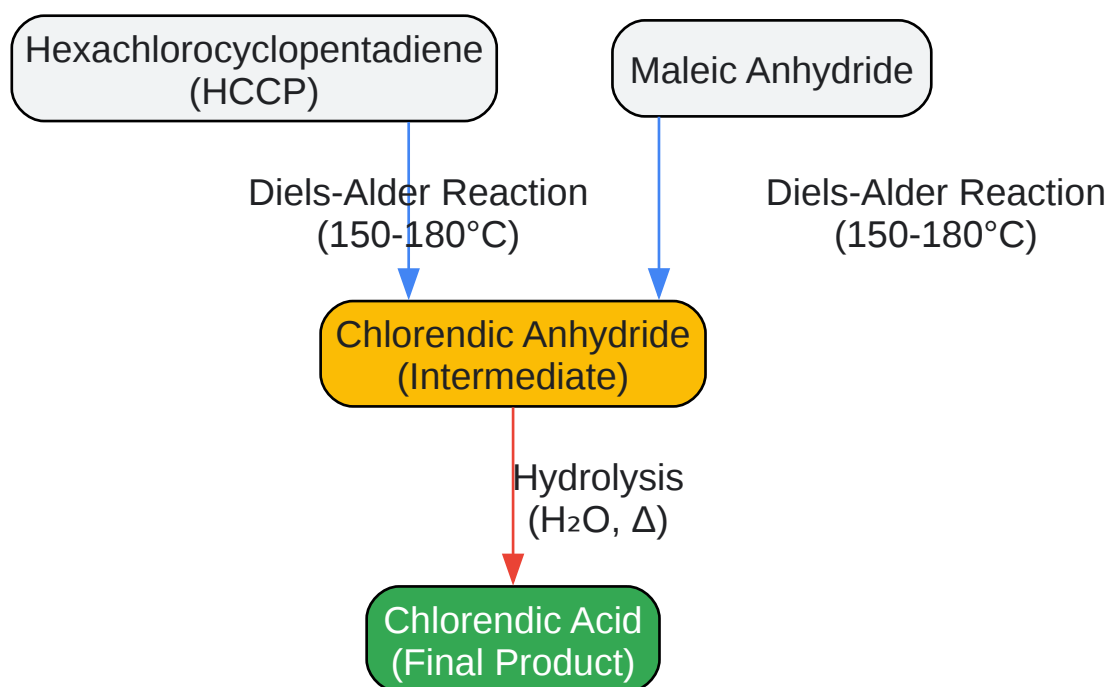 Hexachlorocyclopentadiene
(HCCP)
Maleic Anhydride
Diels-Alder Reaction
(150-180°C)
Diels-Alder Reaction
(150-180°C)
Chlorendic Anhydride
(Intermediate)
Hydrolysis
(H₂O, Δ)
Chlorendic Acid
(Final Product)